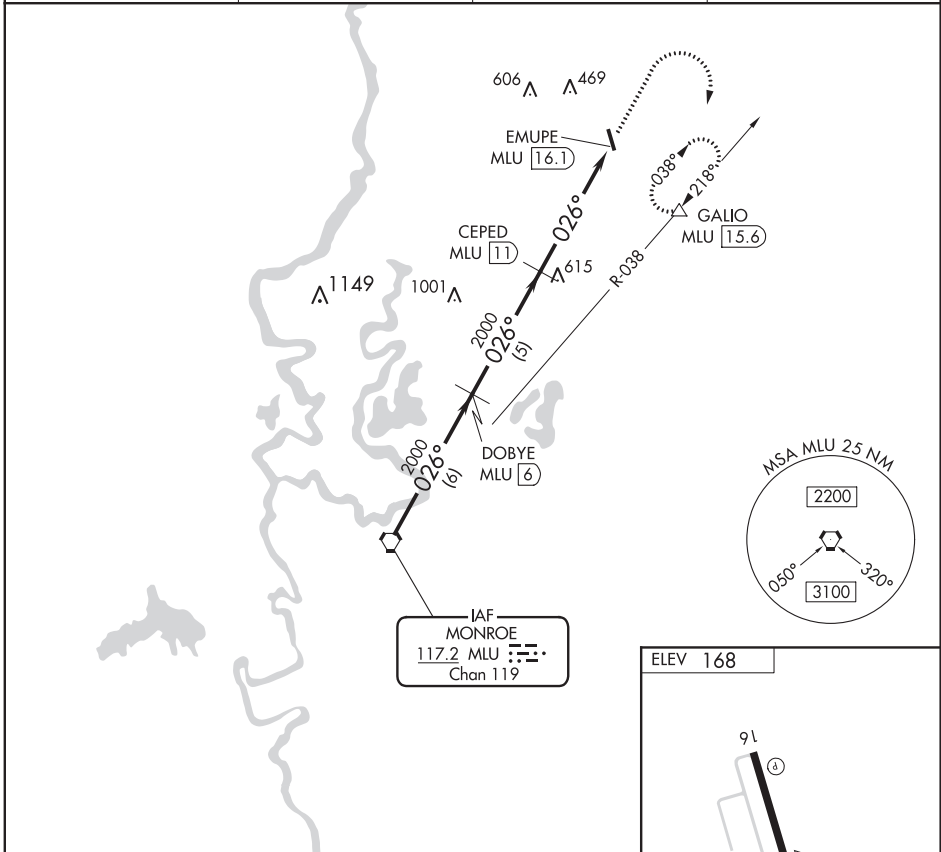 606
469
EMUPE
MLU 16.1
038°
218°
026°
GALIO
MLU 15.6
CEPED
MLU 11
615
R-038
1149
1001
2000
026°
(5)
DOBYE
MLU 6
2000
026°
(6)
MSA MLU 25 NM
2200
050°
320°
3100
IAF
MONROE
117.2 MLU
Chan 119
ELEV 168
16
P